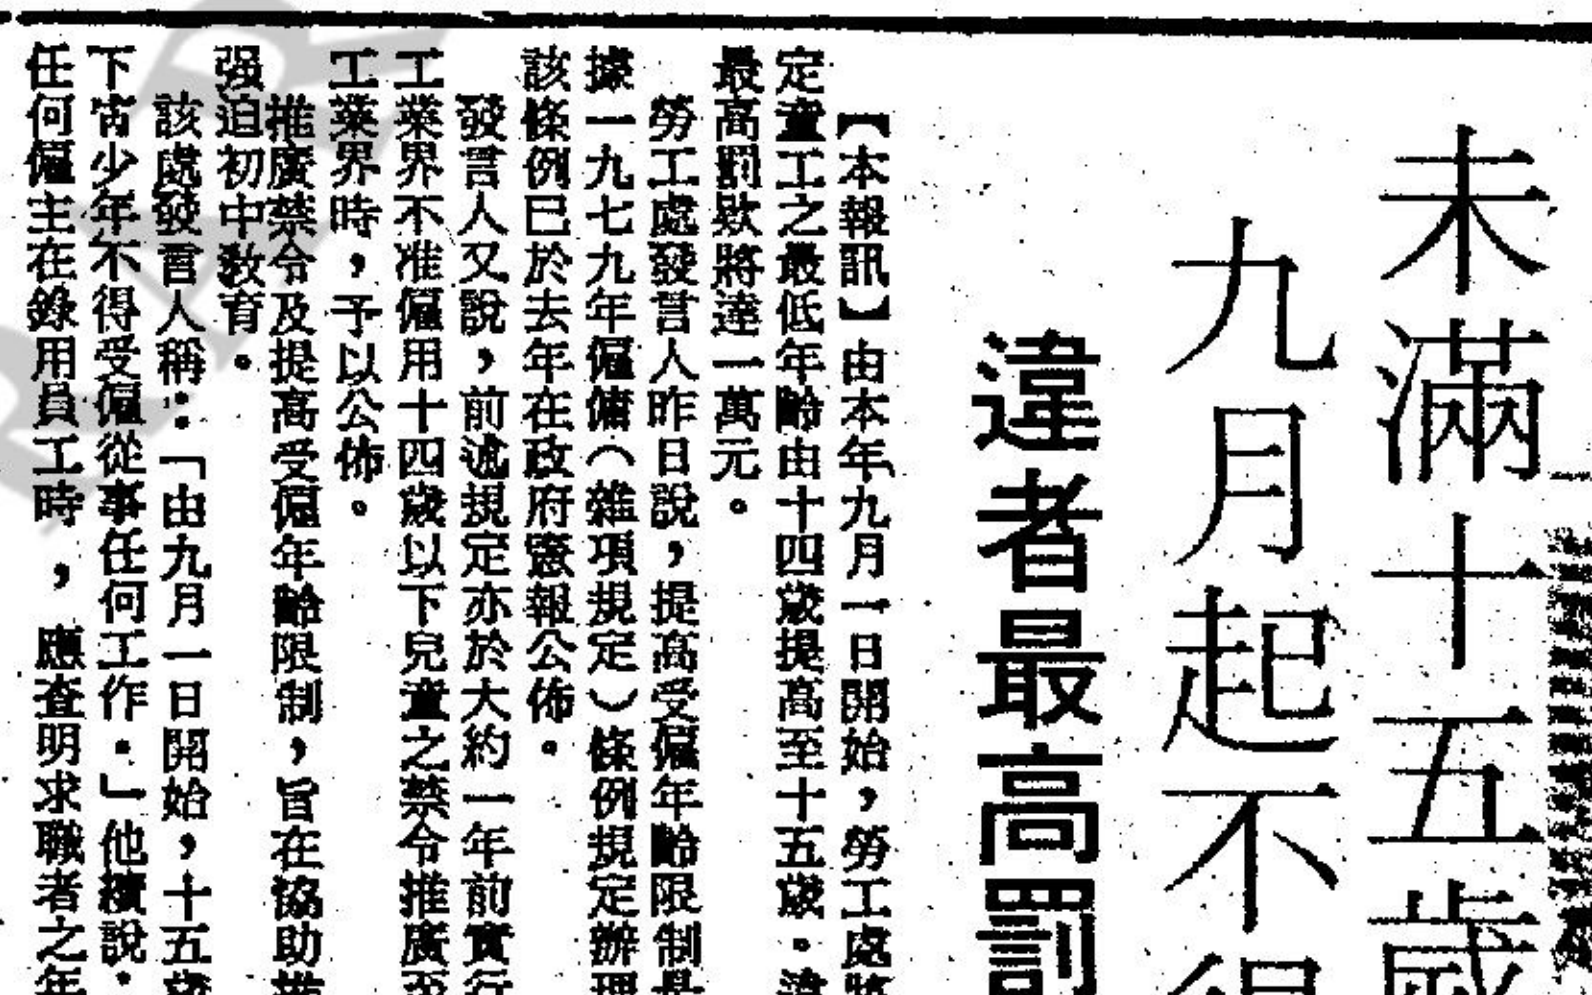 未滿十五歲
九月起不得
違者最高罰
【本報訊】由本年九月一日開始，勞工處將
定童工之最低年齡由十四歲提高至十五歲。違
最高罰欵將達一萬元。
勞工處發言人昨日說，提高受僱年齡限制是
據一九七九年僱傭（雜項規定）條例規定辦理
該條例已於去年在政府憲報公佈。
發言人又說，前述規定亦於大約一年前實行
工業界不准僱用十四歲以下兒童之禁令推廣至
工業界時，予以公佈。
推廣禁令及提高受僱年齡限制，旨在協助推
强迫初中教育。
該處發言人稱：「由九月一日開始，十五歲
下靑少年不得受僱從事任何工作。」他續說：
任何僱主在錄用員工時，應查明求職者之年